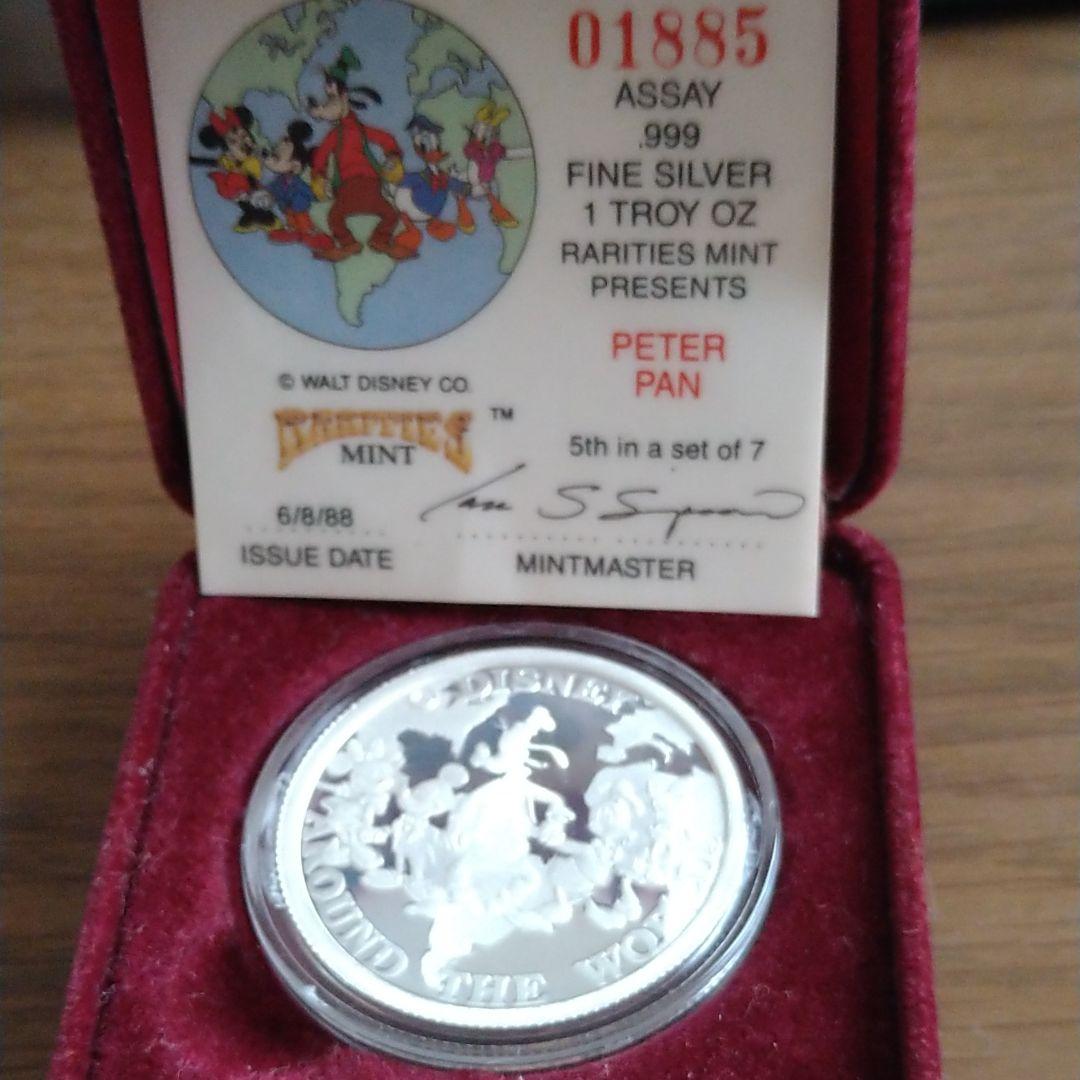 01885
ASSAY
.999
FINE SILVER
1 TROY OZ
RARITIES MINT
PRESENTS
PETER
PAN
5th in a set of 7
© WALT DISNEY CO.
RARITIES ™
MINT
6/8/88
ISSUE DATE
MINTMASTER
DISNEY
AROUND THE WORLD